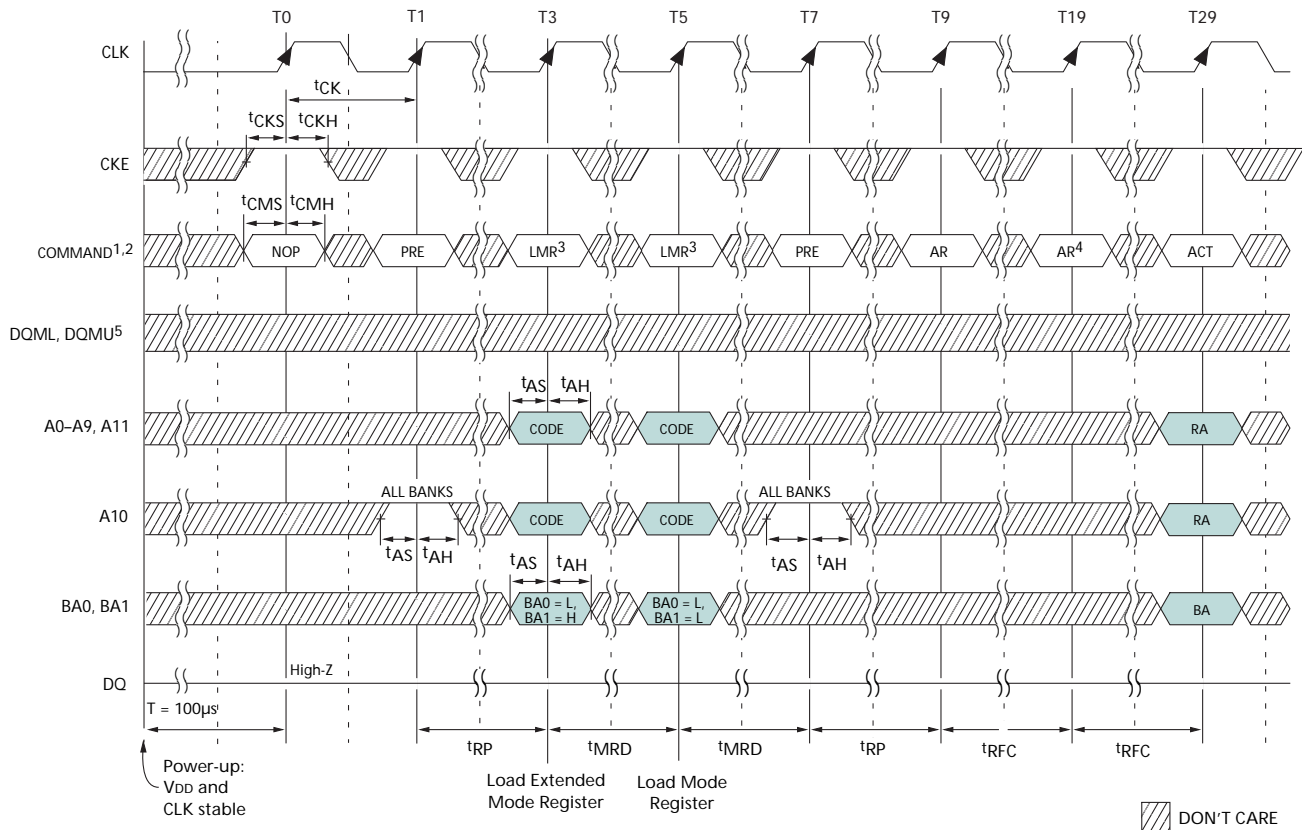 T0 T1 T3 T5 T7 T9 T19 T29
CLK
tCK
tCKS tCKH
CKE
tCMS tCMH
COMMAND1,2 NOP PRE LMR3 LMR3 PRE AR AR4 ACT
DQML, DQMU5
tAS tAH
A0–A9, A11 CODE CODE RA
ALL BANKS ALL BANKS
A10 CODE CODE RA
tAS tAH tAS tAH
tAS tAH
BA0, BA1 BA0 = L, BA1 = H BA0 = L, BA1 = L BA
High-Z
DQ
T = 100µs
tRP tMRD tMRD tRP tRFC tRFC
Power-up:
VDD and
CLK stable
Load Extended
Mode Register
Load Mode
Register
DON'T CARE